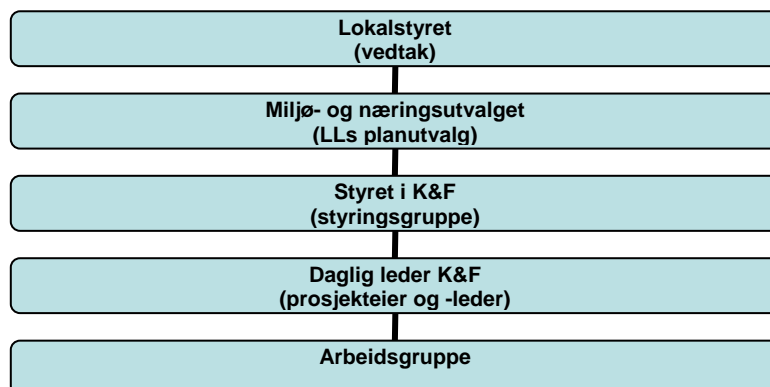 Lokalstyret
(vedtak)
Miljø- og næringsutvalget
(LLs planutvalg)
Styret i K&F
(styringsgruppe)
Daglig leder K&F
(prosjekteier og -leder)
Arbeidsgruppe